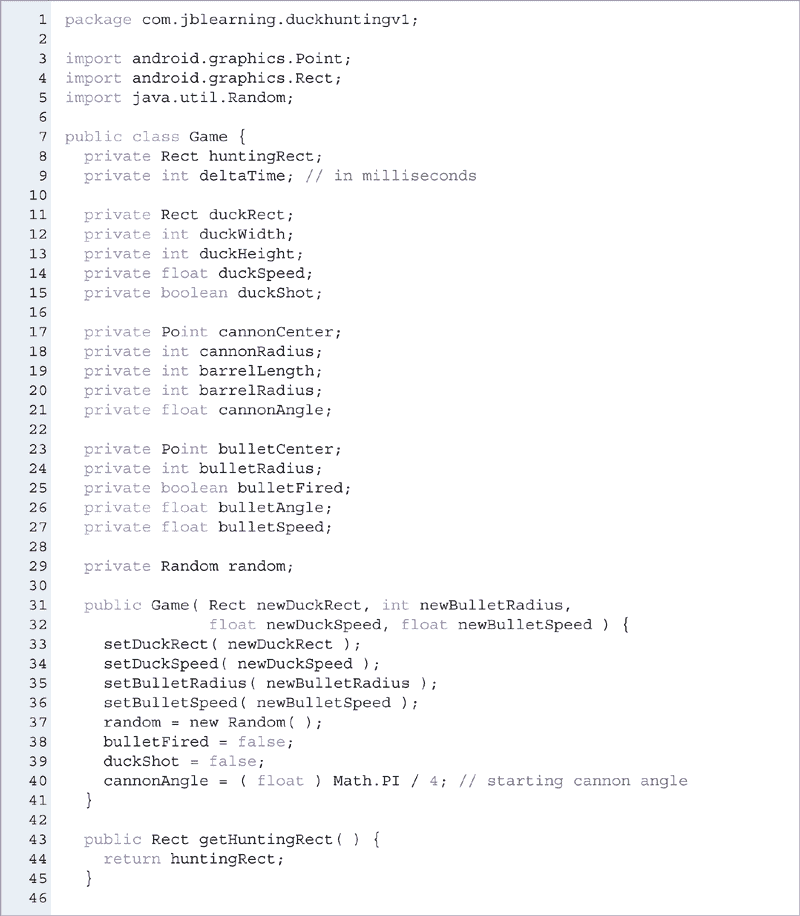 1 package com.jblearning.duckhuntingv1;
2
3 import android.graphics.Point;
4 import android.graphics.Rect;
5 import java.util.Random;
6
7 public class Game {
8   private Rect huntingRect;
9   private int deltaTime; // in milliseconds
10
11   private Rect duckRect;
12   private int duckWidth;
13   private int duckHeight;
14   private float duckSpeed;
15   private boolean duckShot;
16
17   private Point cannonCenter;
18   private int cannonRadius;
19   private int barrelLength;
20   private int barrelRadius;
21   private float cannonAngle;
22
23   private Point bulletCenter;
24   private int bulletRadius;
25   private boolean bulletFired;
26   private float bulletAngle;
27   private float bulletSpeed;
28
29   private Random random;
30
31   public Game( Rect newDuckRect, int newBulletRadius,
32                float newDuckSpeed, float newBulletSpeed ) {
33     setDuckRect( newDuckRect );
34     setDuckSpeed( newDuckSpeed );
35     setBulletRadius( newBulletRadius );
36     setBulletSpeed( newBulletSpeed );
37     random = new Random( );
38     bulletFired = false;
39     duckShot = false;
40     cannonAngle = ( float ) Math.PI / 4; // starting cannon angle
41   }
42
43   public Rect getHuntingRect( ) {
44     return huntingRect;
45   }
46